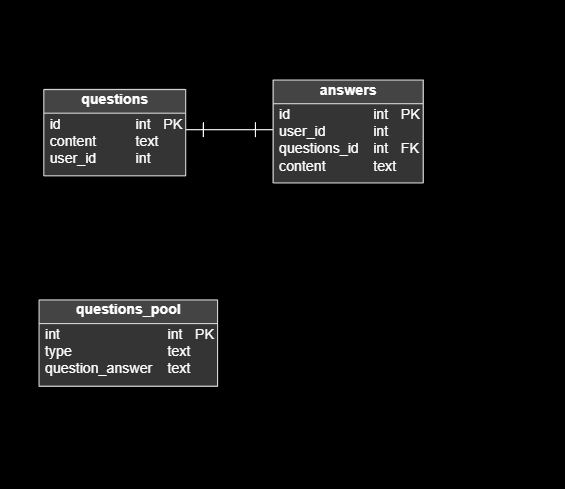 questions
id int PK
content text
user_id int
answers
id int PK
user_id int
questions_id int FK
content text
questions_pool
int int PK
type text
question_answer text